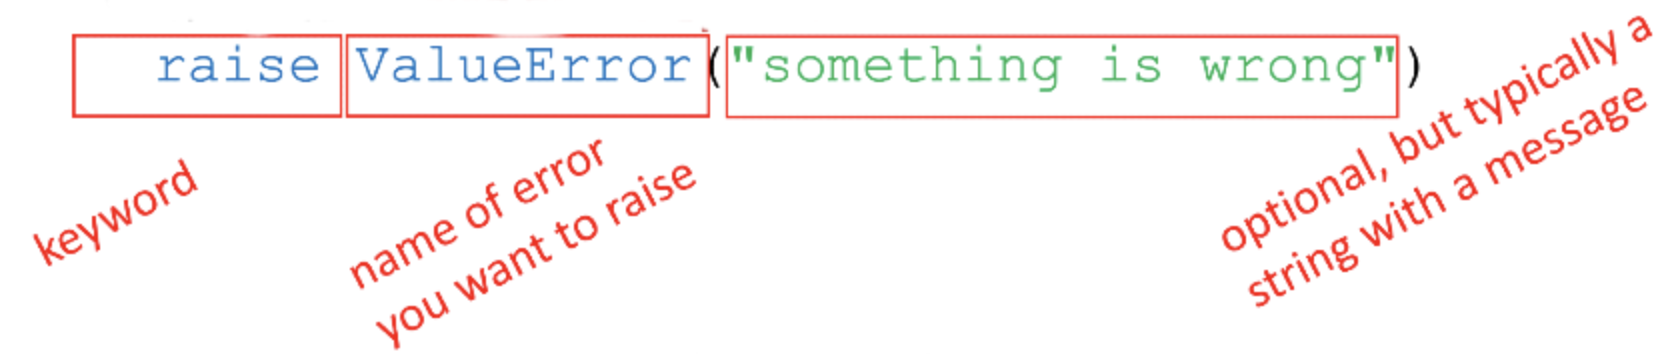 raise ValueError("something is wrong")
keyword
name of error
you want to raise
optional, but typically a
string with a message